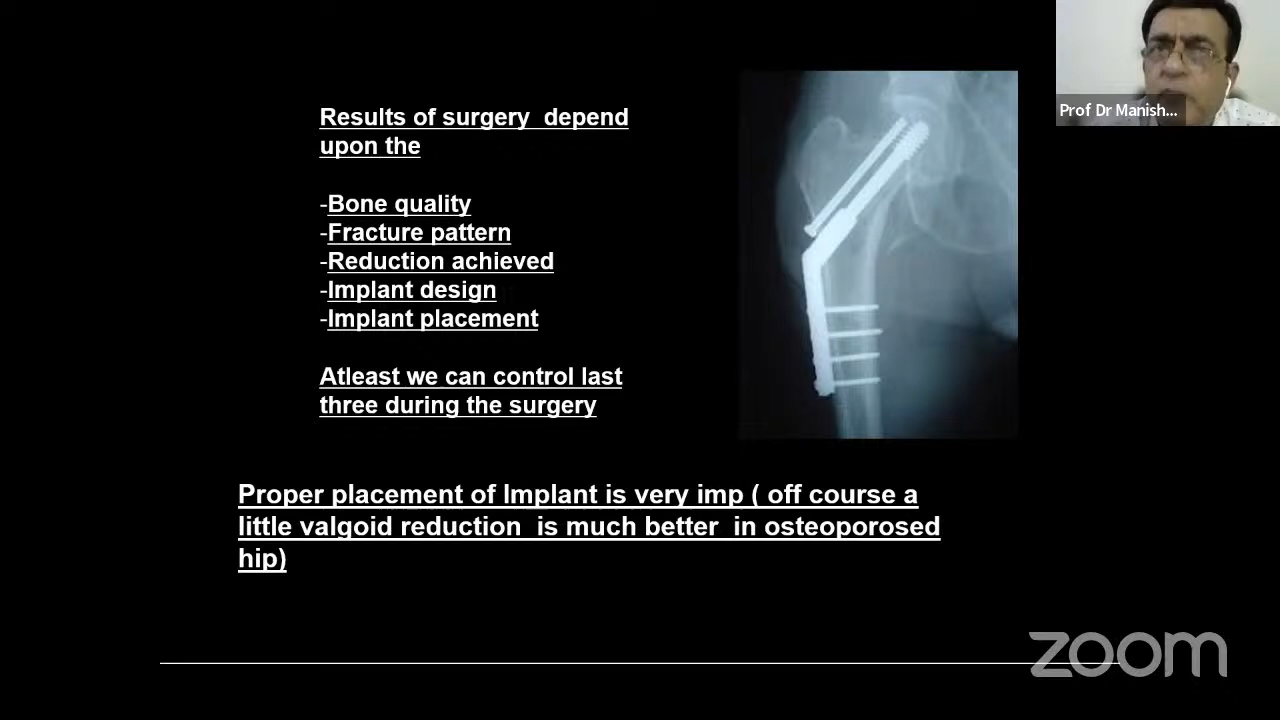 Results of surgery  depend
upon the
-Bone quality
-Fracture pattern
-Reduction achieved
-Implant design
-Implant placement
Atleast we can control last
three during the surgery
Proper placement of Implant is very imp ( off course a
little valgoid reduction  is much better  in osteoporosed
hip)
Prof Dr Manish...
zoom